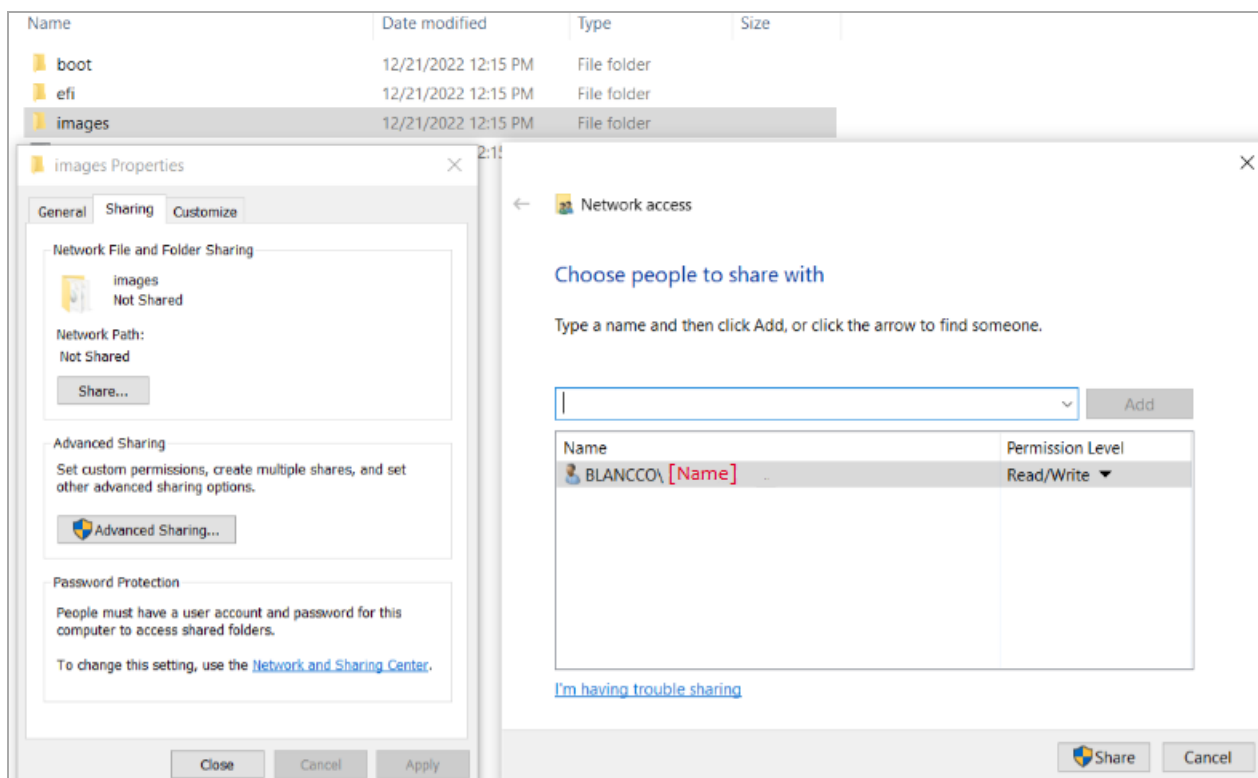 Name Date modified Type Size
boot 12/21/2022 12:15 PM File folder
efi 12/21/2022 12:15 PM File folder
images 12/21/2022 12:15 PM File folder
images Properties
General Sharing Customize
Network File and Folder Sharing
images
Not Shared
Network Path:
Not Shared
Share...
Advanced Sharing
Set custom permissions, create multiple shares, and set
other advanced sharing options.
Advanced Sharing...
Password Protection
People must have a user account and password for this
computer to access shared folders.
To change this setting, use the Network and Sharing Center.
Close Cancel Apply
Network access
Choose people to share with
Type a name and then click Add, or click the arrow to find someone.
Add
Name Permission Level
BLANCCO\ [Name] Read/Write
I'm having trouble sharing
Share Cancel